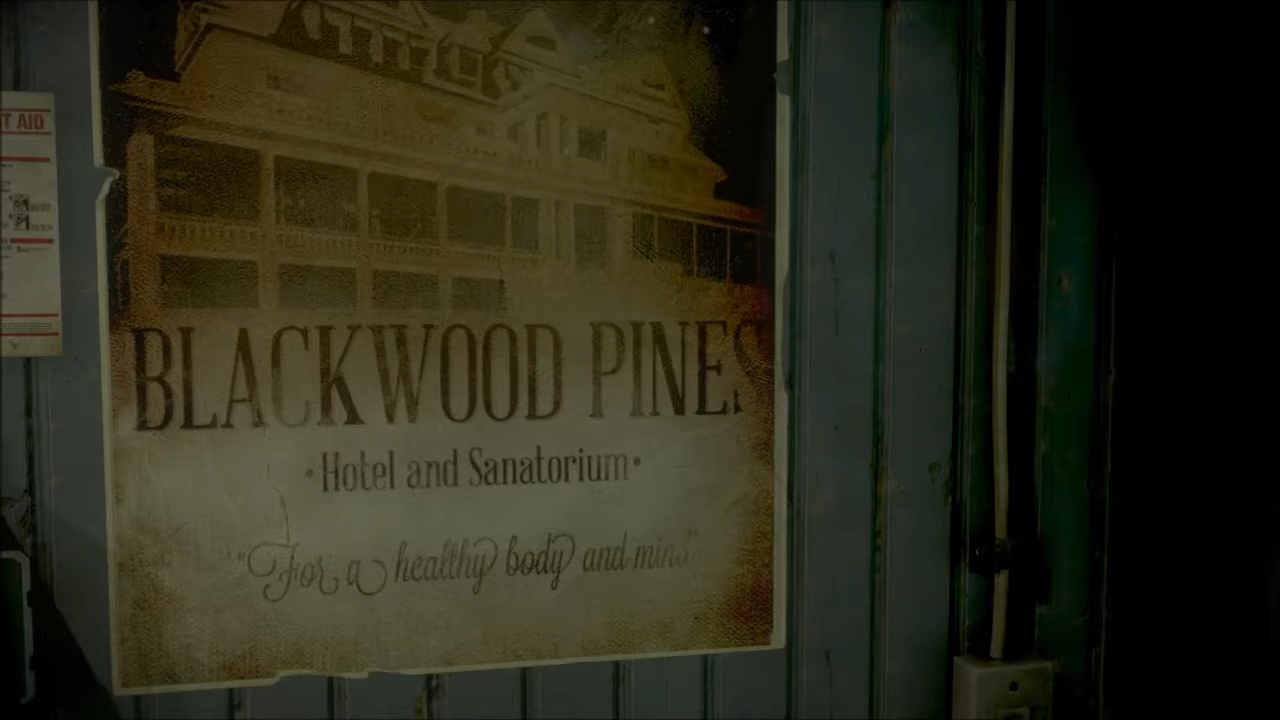 T AID
BLACKWOOD PINES
•Hotel and Sanatorium•
"For a healthy body and mind"